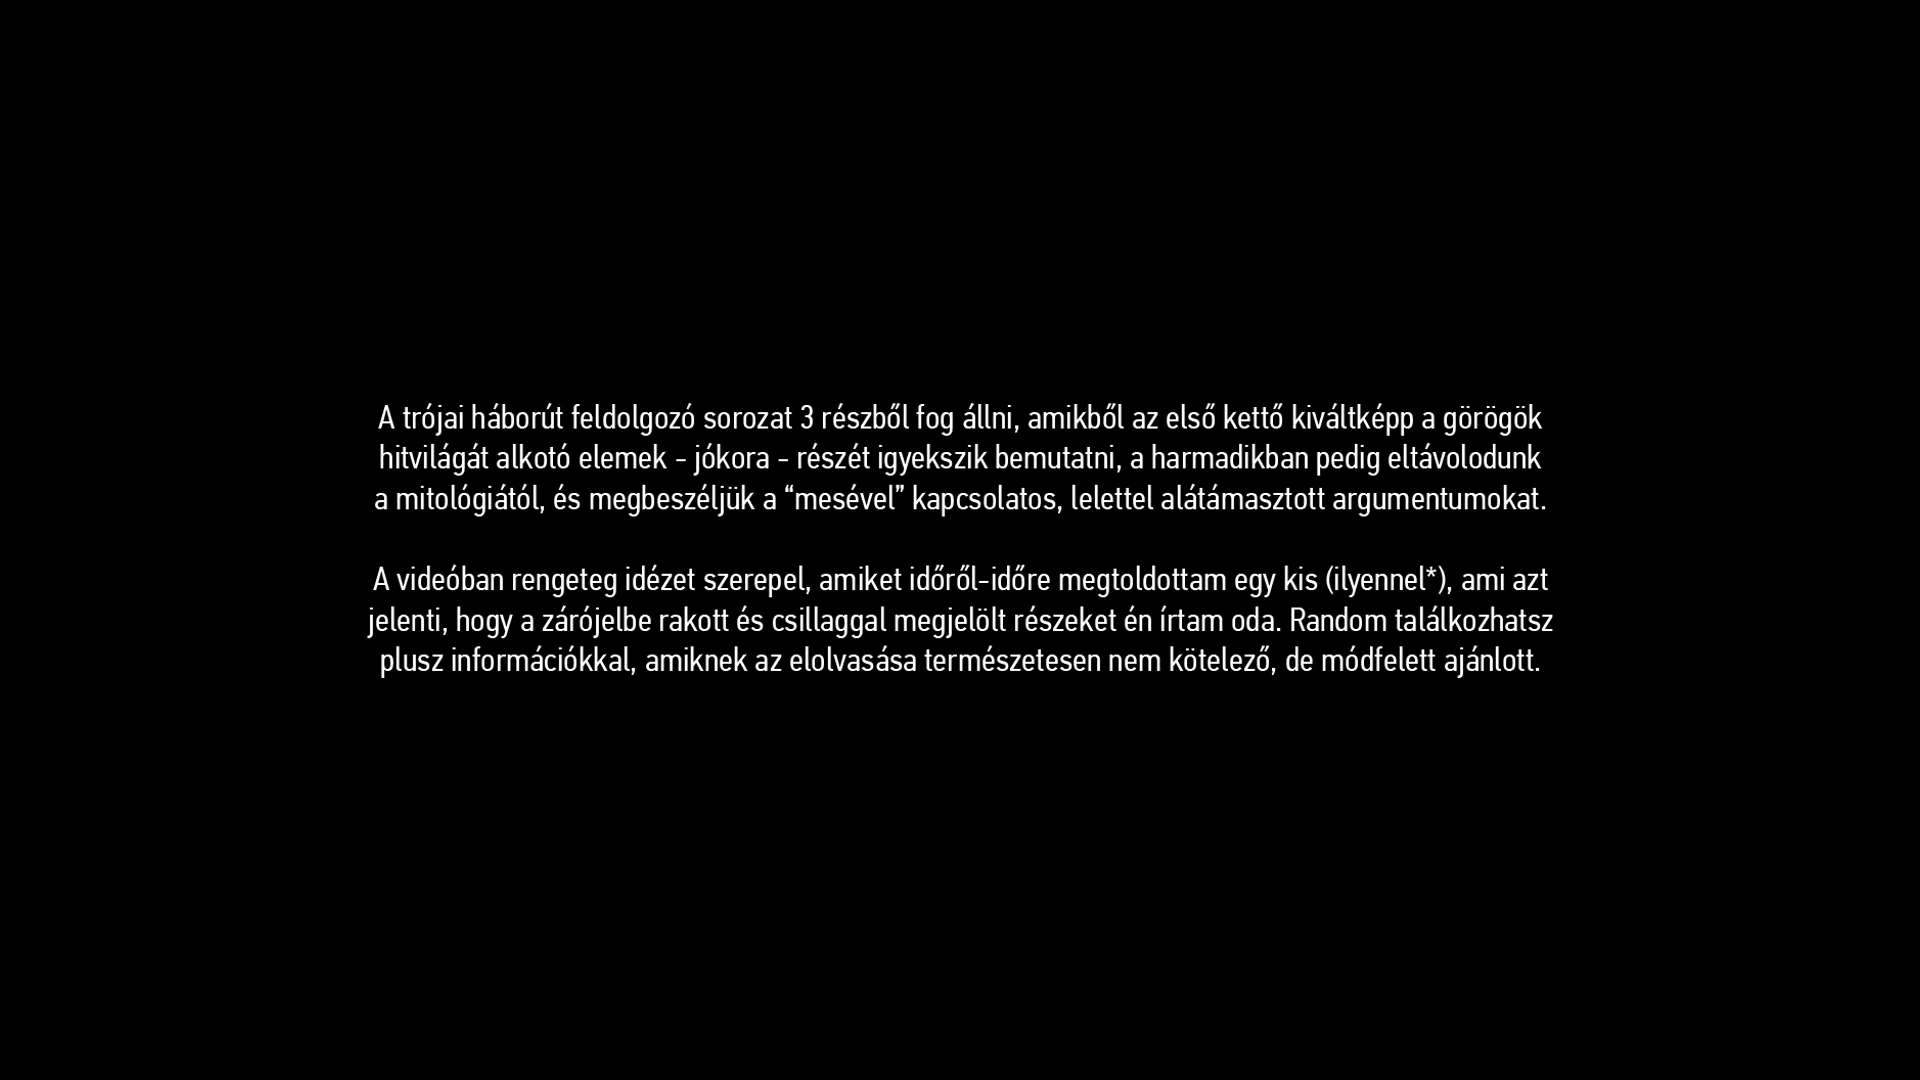 A trójai háborút feldolgozó sorozat 3 részből fog állni, amikből az első kettő kiváltképp a görögök
hitvilágát alkotó elemek - jókora - részét igyekszik bemutatni, a harmadikban pedig eltávolodunk
a mitológiától, és megbeszéljük a “mesével” kapcsolatos, lelettel alátámasztott argumentumokat.
A videóban rengeteg idézet szerepel, amiket időről-időre megtoldottam egy kis (ilyennel*), ami azt
jelenti, hogy a zárójelbe rakott és csillaggal megjelölt részeket én írtam oda. Random találkozhatsz
plusz információkkal, amiknek az elolvasása természetesen nem kötelező, de módfelett ajánlott.